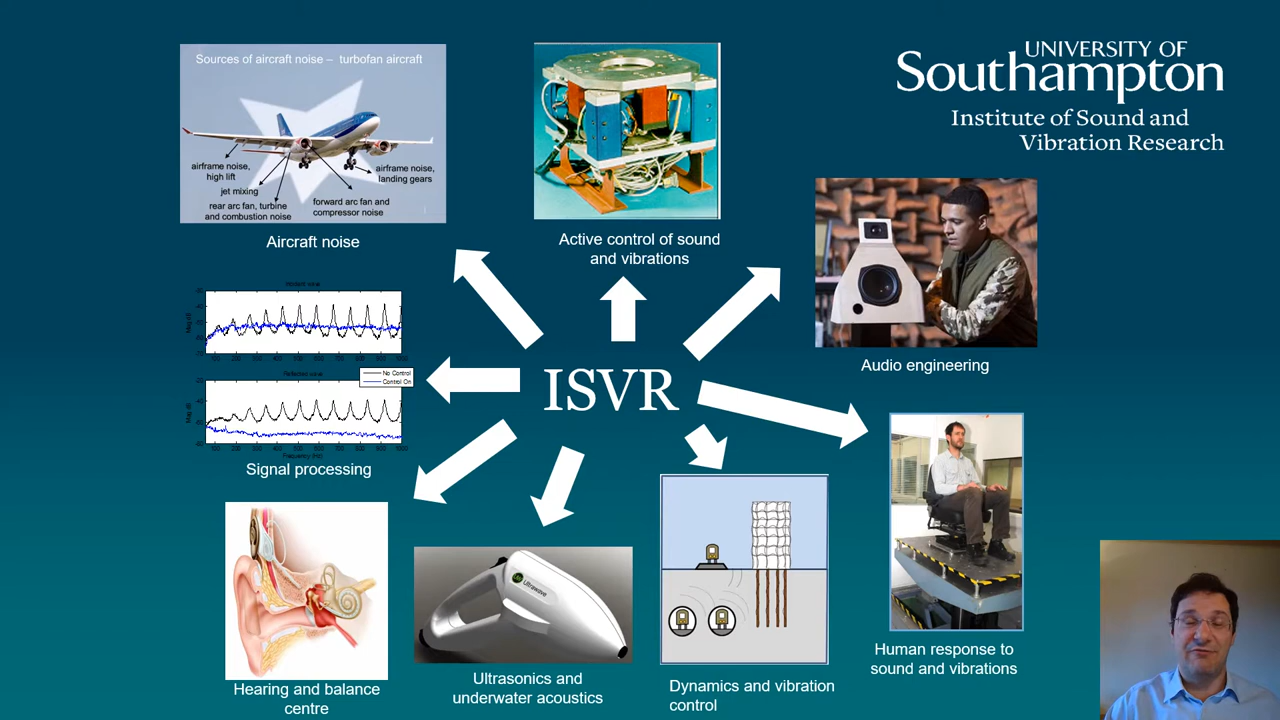 UNIVERSITY OF
Southampton
Institute of Sound and
Vibration Research
Sources of aircraft noise – turbofan aircraft
airframe noise,
high lift
jet mixing
rear arc fan, turbine
and combustion noise
forward arc fan and
compressor noise
airframe noise,
landing gears
Aircraft noise
Active control of sound
and vibrations
Audio engineering
No Control
Control On
Frequency (Hz)
Signal processing
ISVR
Hearing and balance
centre
Ultrawave
Ultrasonics and
underwater acoustics
Dynamics and vibration
control
Human response to
sound and vibrations